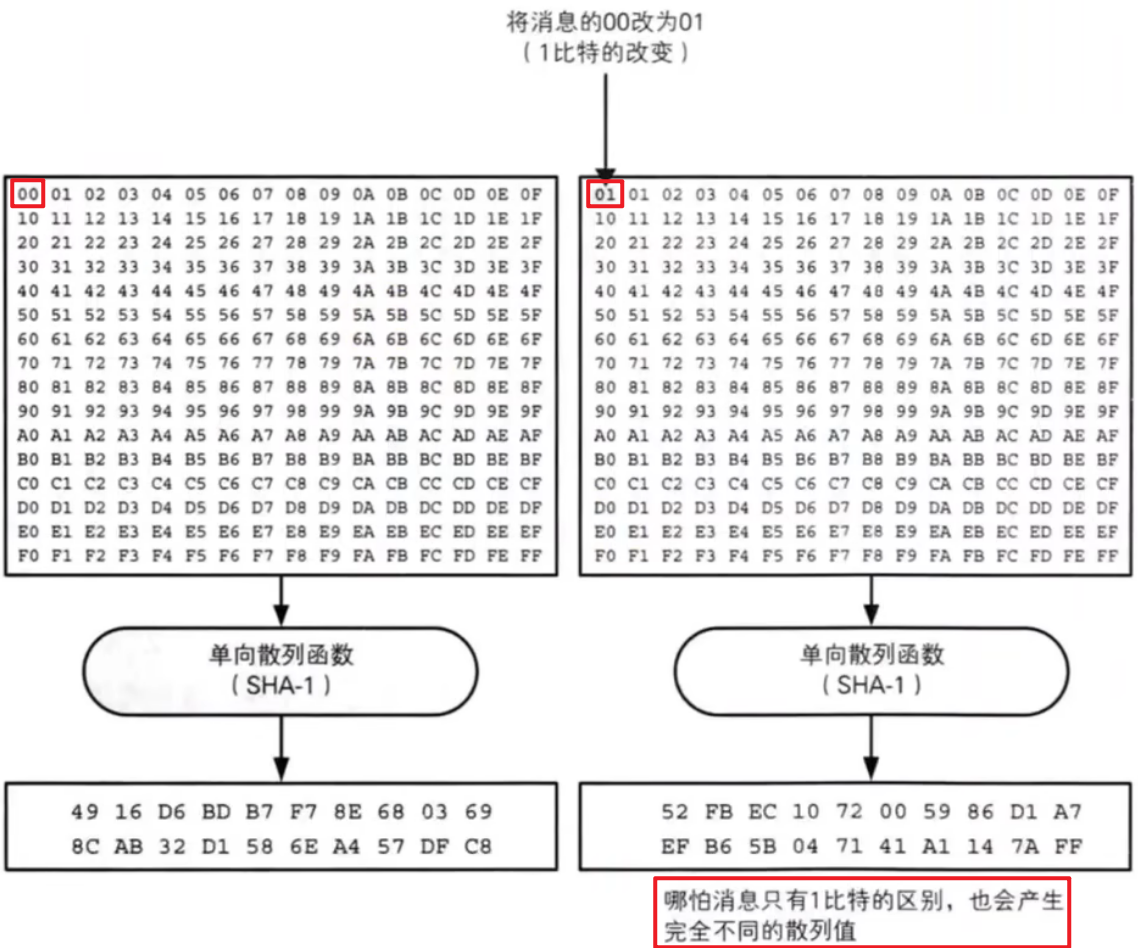 将消息的00改为01
（1比特的改变）
00 01 02 03 04 05 06 07 08 09 0A 0B 0C 0D 0E 0F
10 11 12 13 14 15 16 17 18 19 1A 1B 1C 1D 1E 1F
20 21 22 23 24 25 26 27 28 29 2A 2B 2C 2D 2E 2F
30 31 32 33 34 35 36 37 38 39 3A 3B 3C 3D 3E 3F
40 41 42 43 44 45 46 47 48 49 4A 4B 4C 4D 4E 4F
50 51 52 53 54 55 56 57 58 59 5A 5B 5C 5D 5E 5F
60 61 62 63 64 65 66 67 68 69 6A 6B 6C 6D 6E 6F
70 71 72 73 74 75 76 77 78 79 7A 7B 7C 7D 7E 7F
80 81 82 83 84 85 86 87 88 89 8A 8B 8C 8D 8E 8F
90 91 92 93 94 95 96 97 98 99 9A 9B 9C 9D 9E 9F
A0 A1 A2 A3 A4 A5 A6 A7 A8 A9 AA AB AC AD AE AF
B0 B1 B2 B3 B4 B5 B6 B7 B8 B9 BA BB BC BD BE BF
C0 C1 C2 C3 C4 C5 C6 C7 C8 C9 CA CB CC CD CE CF
D0 D1 D2 D3 D4 D5 D6 D7 D8 D9 DA DB DC DD DE DF
E0 E1 E2 E3 E4 E5 E6 E7 E8 E9 EA EB EC ED EE EF
F0 F1 F2 F3 F4 F5 F6 F7 F8 F9 FA FB FC FD FE FF
单向散列函数
（SHA-1）
49 16 D6 BD B7 F7 8E 68 03 69
8C AB 32 D1 58 6E A4 57 DF C8
01 01 02 03 04 05 06 07 08 09 0A 0B 0C 0D 0E 0F
10 11 12 13 14 15 16 17 18 19 1A 1B 1C 1D 1E 1F
20 21 22 23 24 25 26 27 28 29 2A 2B 2C 2D 2E 2F
30 31 32 33 34 35 36 37 38 39 3A 3B 3C 3D 3E 3F
40 41 42 43 44 45 46 47 48 49 4A 4B 4C 4D 4E 4F
50 51 52 53 54 55 56 57 58 59 5A 5B 5C 5D 5E 5F
60 61 62 63 64 65 66 67 68 69 6A 6B 6C 6D 6E 6F
70 71 72 73 74 75 76 77 78 79 7A 7B 7C 7D 7E 7F
80 81 82 83 84 85 86 87 88 89 8A 8B 8C 8D 8E 8F
90 91 92 93 94 95 96 97 98 99 9A 9B 9C 9D 9E 9F
A0 A1 A2 A3 A4 A5 A6 A7 A8 A9 AA AB AC AD AE AF
B0 B1 B2 B3 B4 B5 B6 B7 B8 B9 BA BB BC BD BE BF
C0 C1 C2 C3 C4 C5 C6 C7 C8 C9 CA CB CC CD CE CF
D0 D1 D2 D3 D4 D5 D6 D7 D8 D9 DA DB DC DD DE DF
E0 E1 E2 E3 E4 E5 E6 E7 E8 E9 EA EB EC ED EE EF
F0 F1 F2 F3 F4 F5 F6 F7 F8 F9 FA FB FC FD FE FF
单向散列函数
（SHA-1）
52 FB EC 10 72 00 59 86 D1 A7
EF B6 5B 04 71 41 A1 14 7A FF
哪怕消息只有1比特的区别，也会产生
完全不同的散列值